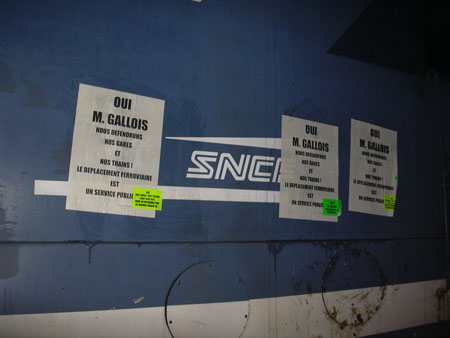 OUI
M. GALLOIS
NOUS DEFENDRONS
NOS GARES
ET
NOS TRAINS !
LE DEPLACEMENT FERROVIAIRE
EST
UN SERVICE PUBLIC
SNCF
OUI
M. GALLOIS
NOUS DEFENDRONS
NOS GARES
ET
NOS TRAINS !
LE DEPLACEMENT FERROVIAIRE
EST
UN SERVICE PUBLIC
OUI
M. GALLOIS
NOUS DEFENDRONS
NOS GARES
ET
NOS TRAINS !
LE DEPLACEMENT FERROVIAIRE
EST
UN SERVICE